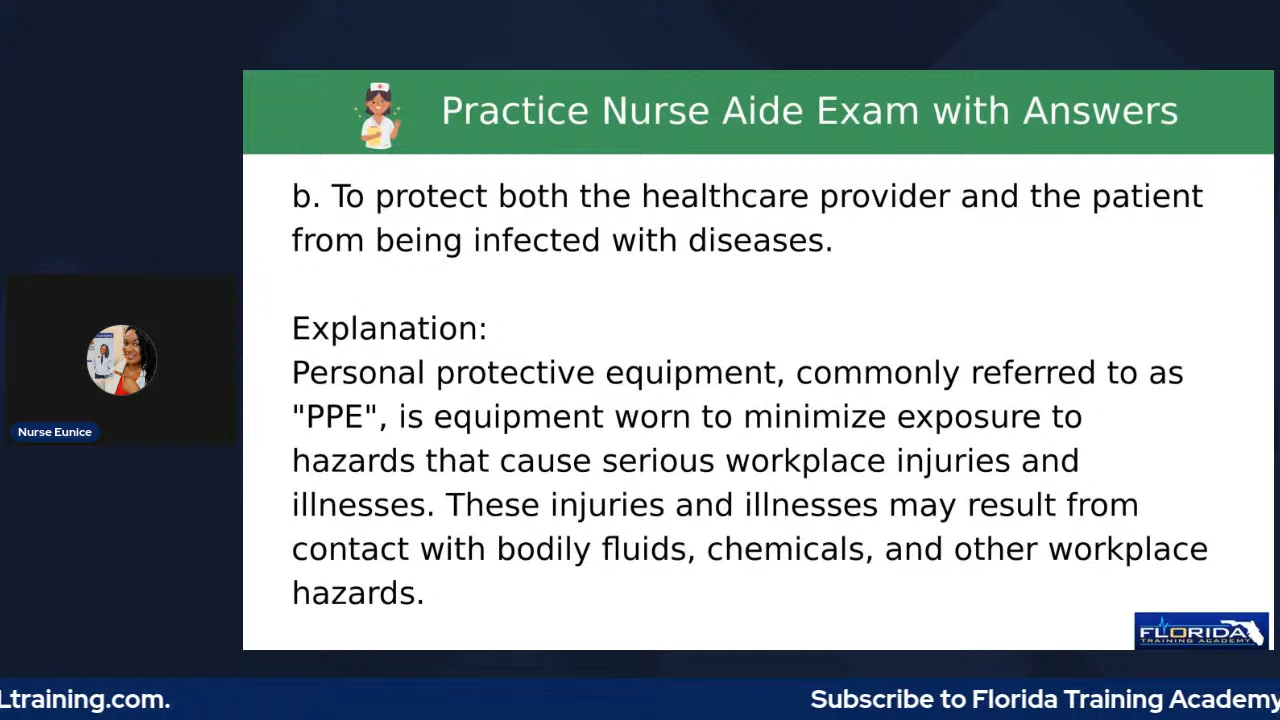 Practice Nurse Aide Exam with Answers
b. To protect both the healthcare provider and the patient
from being infected with diseases.
Explanation:
Personal protective equipment, commonly referred to as
"PPE", is equipment worn to minimize exposure to
hazards that cause serious workplace injuries and
illnesses. These injuries and illnesses may result from
contact with bodily fluids, chemicals, and other workplace
hazards.
Nurse Eunice
FLORIDA
TRAINING ACADEMY
Ltraining.com.
Subscribe to Florida Training Academy